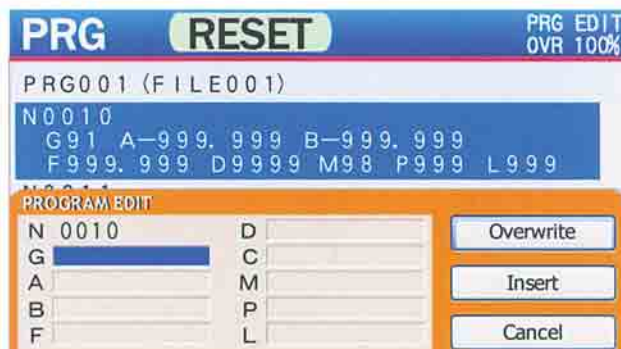 PRG RESET PRG EDIT
OVR 100%
PRG001 (FILE001)
N0010
G91 A-999.999 B-999.999
F999.999 D9999 M98 P999 L999
PROGRAM EDIT
N 0010 D Overwrite
G C
A M Insert
B P
F L Cancel